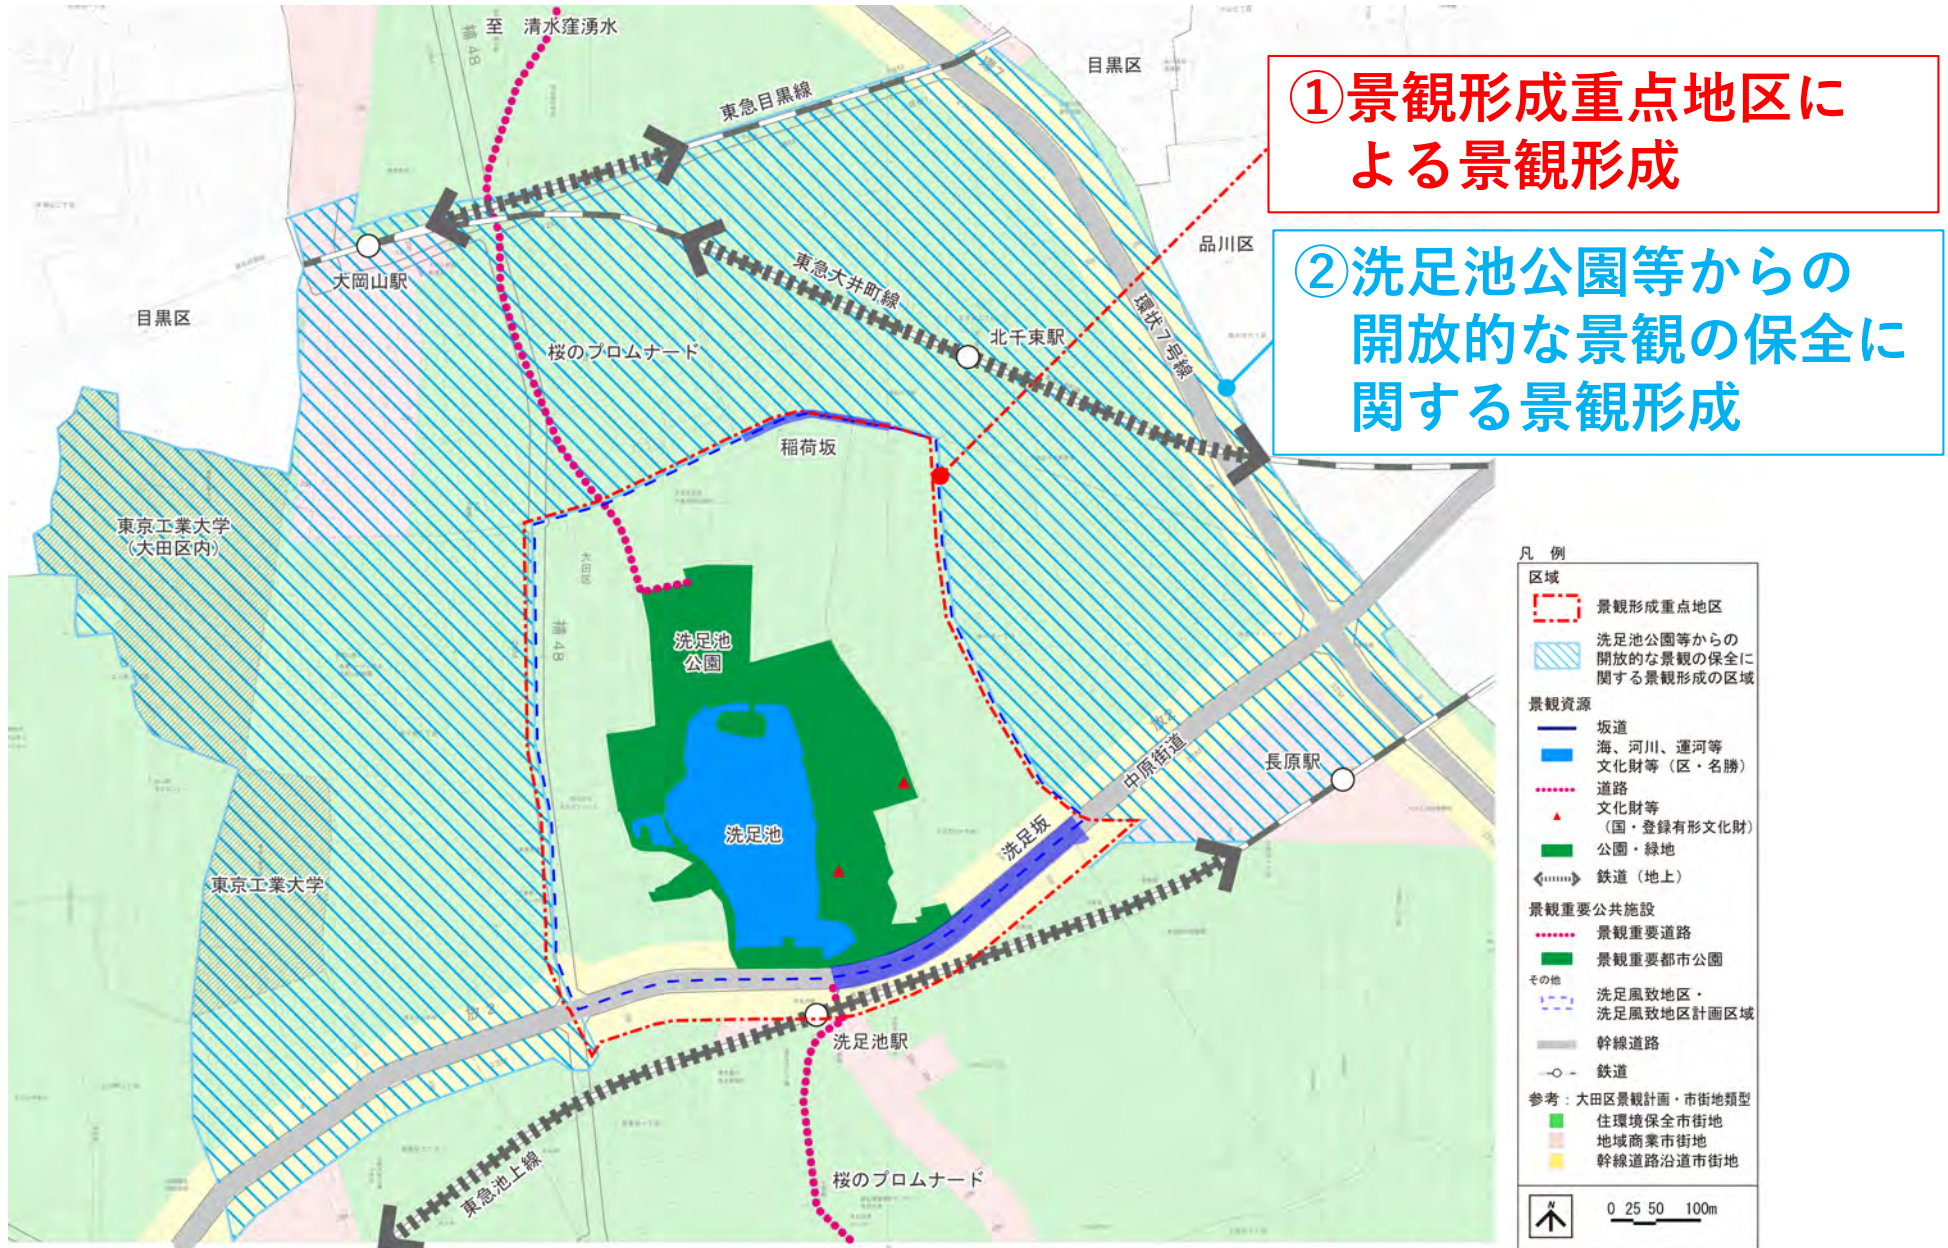 至 清水窪湧水
補48
東急目黒線
環7
目黒区
①景観形成重点地区に
よる景観形成
品川区
②洗足池公園等からの
開放的な景観の保全に
関する景観形成
大岡山駅
目黒区
東急大井町線
北千束駅
環状7号線
桜のプロムナード
稲荷坂
東京工業大学
(大田区内)
大田区
補48
洗足池
公園
放2
中原街道
長原駅
洗足池
洗足坂
東京工業大学
放2
洗足池駅
東急池上線
桜のプロムナード
凡 例
区域
景観形成重点地区
洗足池公園等からの
開放的な景観の保全に
関する景観形成の区域
景観資源
坂道
海、河川、運河等
文化財等(区・名勝)
道路
文化財等
(国・登録有形文化財)
公園・緑地
鉄道(地上)
景観重要公共施設
景観重要道路
景観重要都市公園
その他
洗足風致地区・
洗足風致地区計画区域
幹線道路
鉄道
参考:大田区景観計画・市街地類型
住環境保全市街地
地域商業市街地
幹線道路沿道市街地
N
0 25 50 100m